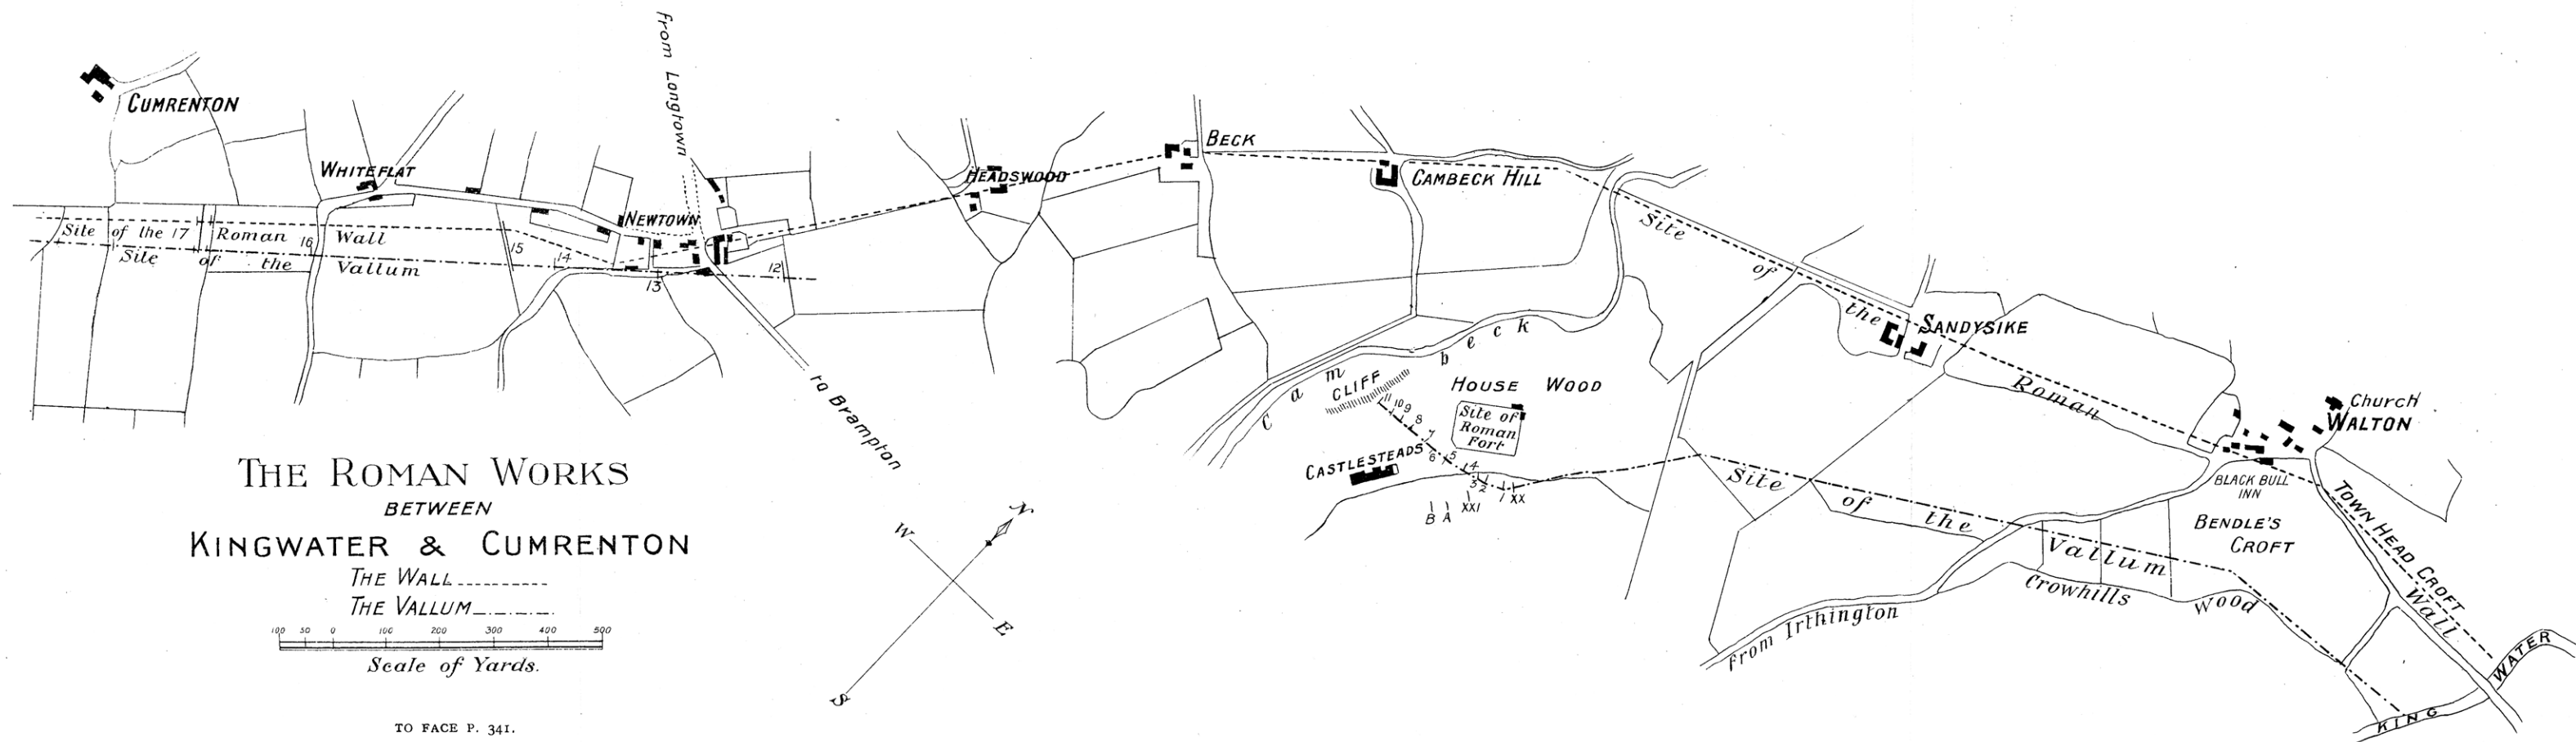 CUMRENTON
from Longtown
WHITEFLAT
NEWTOWN
HEADSWOOD
BECK
CAMBECK HILL
Site of the 17 Roman 16 Wall
Site of the Vallum
15
14
13
12
to Brampton
Cambeck
CLIFF
HOUSE WOOD
Site of
Roman
Fort
CASTLESTEADS
11 10 9 8 7 6 5 4 3 2 1 XX
B A XXI
Site of the Roman Wall
SANDYSIKE
Church
WALTON
BLACK BULL
INN
BENDLE'S
CROFT
TOWN HEAD CROFT
Site of the Vallum
Crowhills Wood
from Irthington
KING WATER
THE ROMAN WORKS
BETWEEN
KINGWATER & CUMRENTON
THE WALL
THE VALLUM
100 50 0 100 200 300 400 500
Scale of Yards.
N
W
E
S
TO FACE P. 341.